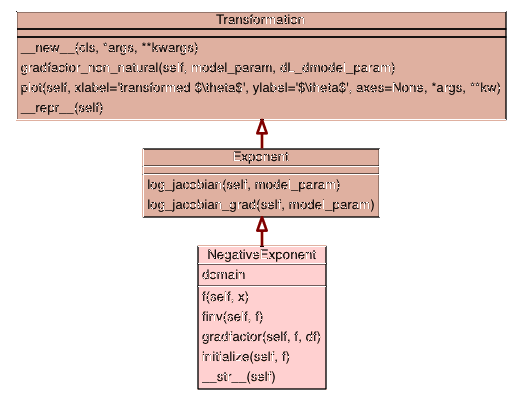 Transformation
__new__(cls, *args, **kwargs)
gradfactor_non_natural(self, model_param, dL_dmodel_param)
plot(self, xlabel='transformed $\theta$', ylabel='$\theta$', axes=None, *args, **kw)
__repr__(self)
Exponent
log_jacobian(self, model_param)
log_jacobian_grad(self, model_param)
NegativeExponent
domain
f(self, x)
finv(self, f)
gradfactor(self, f, df)
initialize(self, f)
__str__(self)